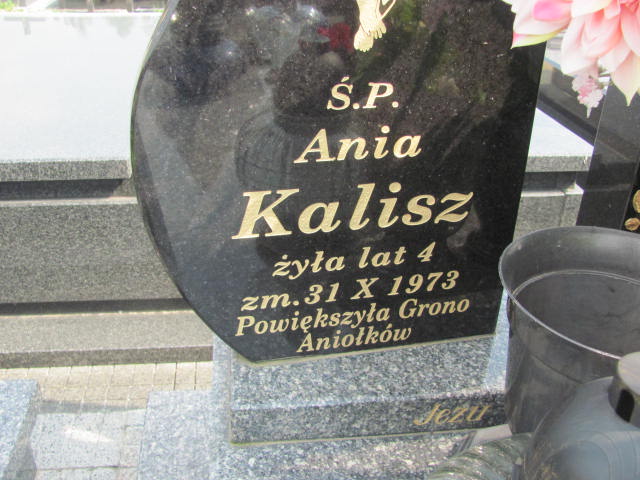 Ś.P.
Ania
Kalisz
żyła lat 4
zm. 31 X 1973
Powiększyła Grono
Aniołków
JEZU